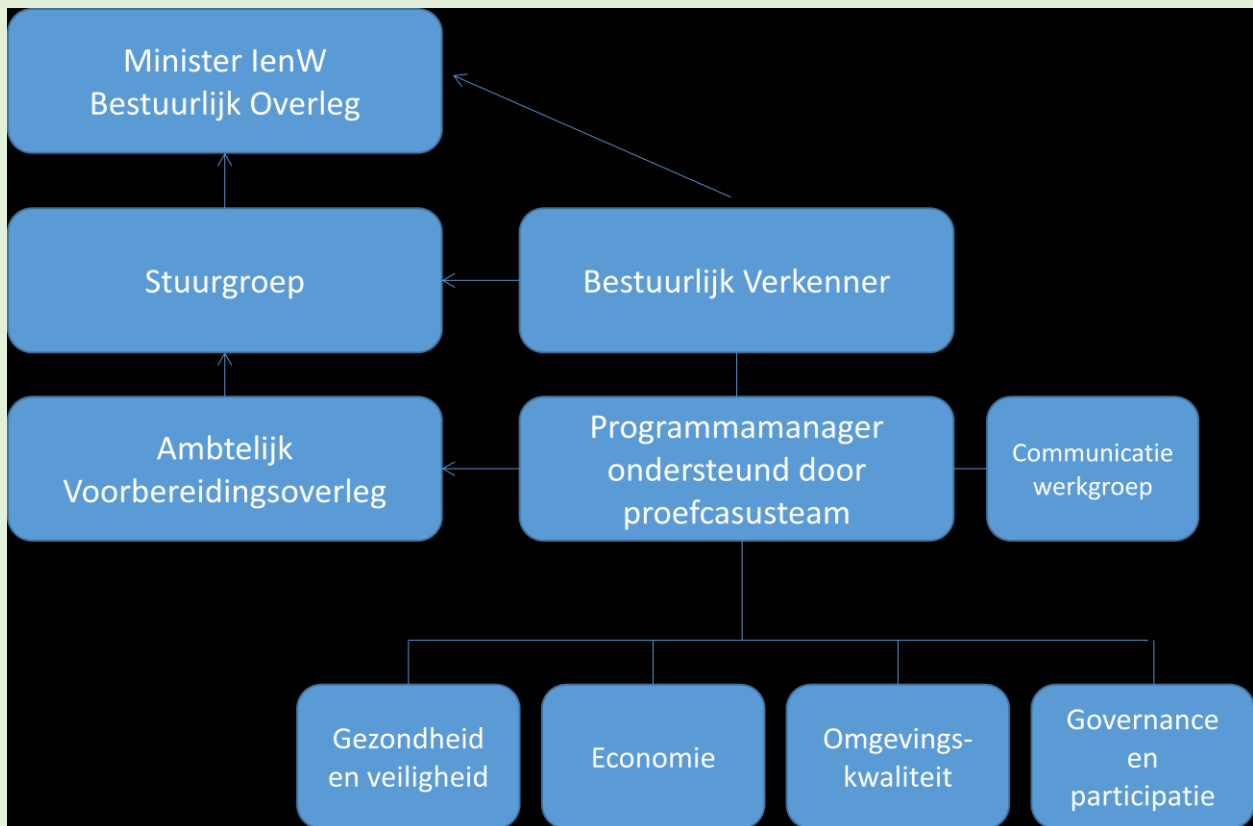 Minister IenW
Bestuurlijk Overleg
Stuurgroep
Bestuurlijk Verkenner
Ambtelijk
Voorbereidingsoverleg
Programmamanager
ondersteund door
proefcasusteam
Communicatie
werkgroep
Gezondheid
en veiligheid
Economie
Omgevings-
kwaliteit
Governance
en
participatie